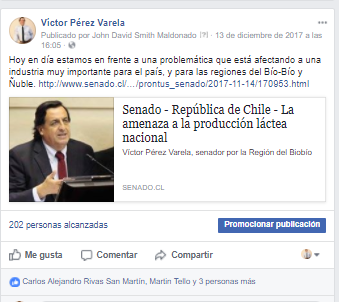 Víctor Pérez Varela
Publicado por John David Smith Maldonado [?] · 13 de diciembre de 2017 a las
16:05 ·
Hoy en día estamos en frente a una problemática que está afectando a una
industria muy importante para el país, y para las regiones del Bío-Bío y
Ñuble. http://www.senado.cl/…/prontus_senado/2017-11-14/170953.html
Senado - República de Chile - La
amenaza a la producción láctea
nacional
Víctor Pérez Varela, senador por la Región del Biobío
SENADO.CL
202 personas alcanzadas
Promocionar publicación
Me gusta
Comentar
Compartir
Carlos Alejandro Rivas San Martín, Martin Tello y 3 personas más